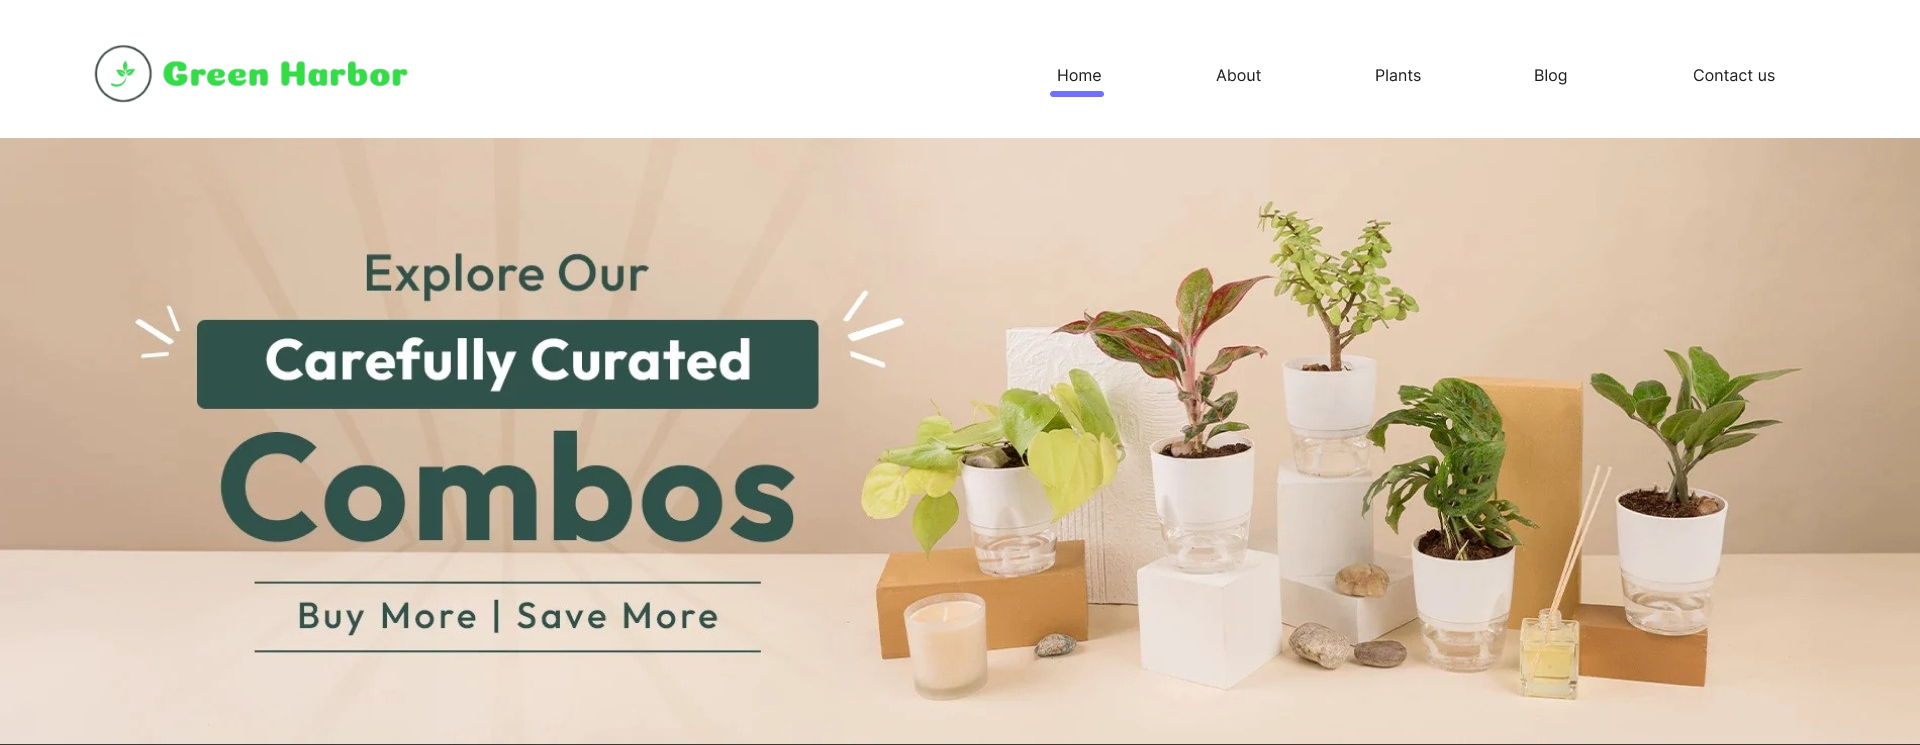 Green Harbor
Home About Plants Blog Contact us
Explore Our
Carefully Curated
Combos
Buy More | Save More